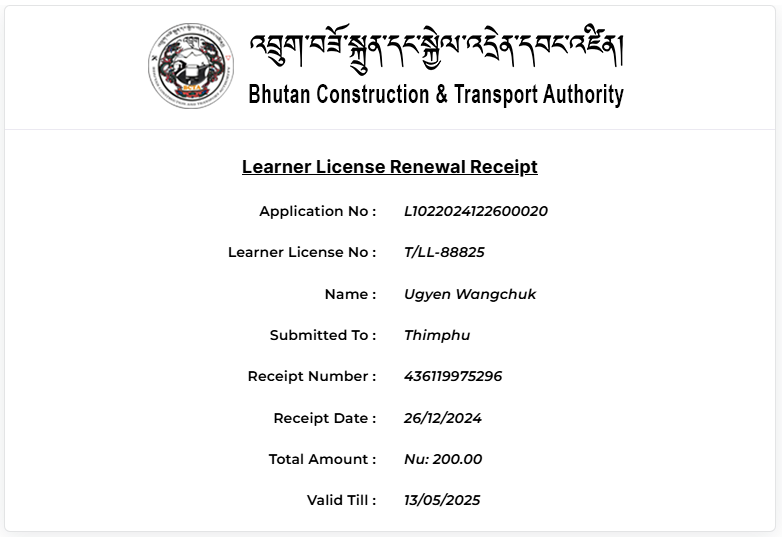 འབྲུག་བཟོ་སྐྲུན་དང་སྐྱེལ་འདྲེན་དབང་འཛིན།
Bhutan Construction & Transport Authority
Learner License Renewal Receipt
Application No : L1022024122600020
Learner License No : T/LL-88825
Name : Ugyen Wangchuk
Submitted To : Thimphu
Receipt Number : 436119975296
Receipt Date : 26/12/2024
Total Amount : Nu: 200.00
Valid Till : 13/05/2025